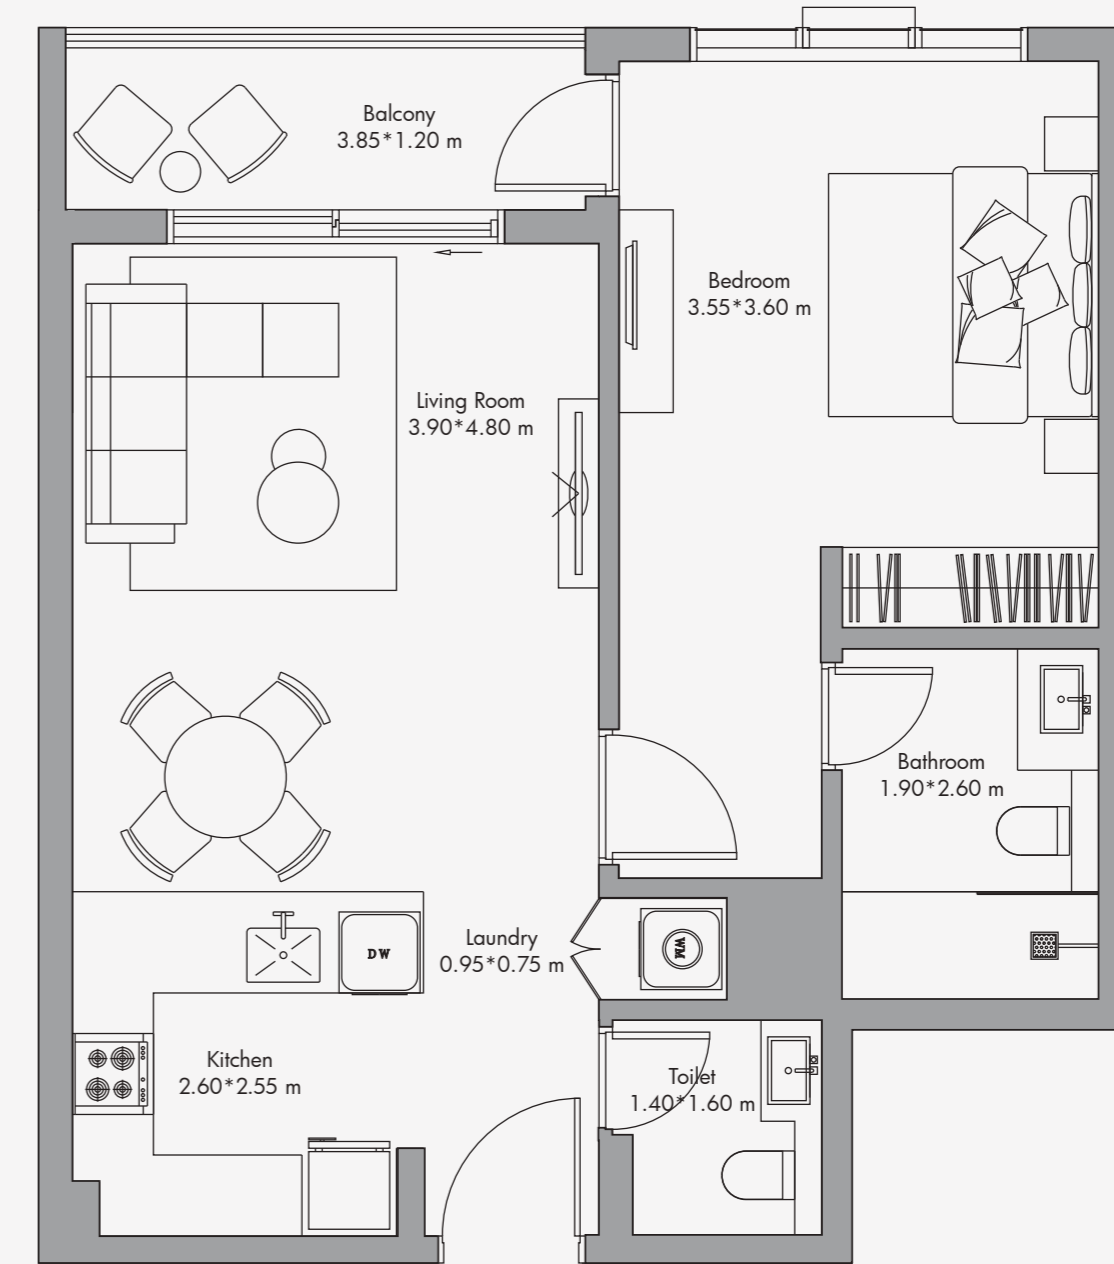 Balcony
3.85*1.20 m
Bedroom
3.55*3.60 m
Living Room
3.90*4.80 m
Bathroom
1.90*2.60 m
Laundry
0.95*0.75 m
DW
WM
Kitchen
2.60*2.55 m
Toilet
1.40*1.60 m